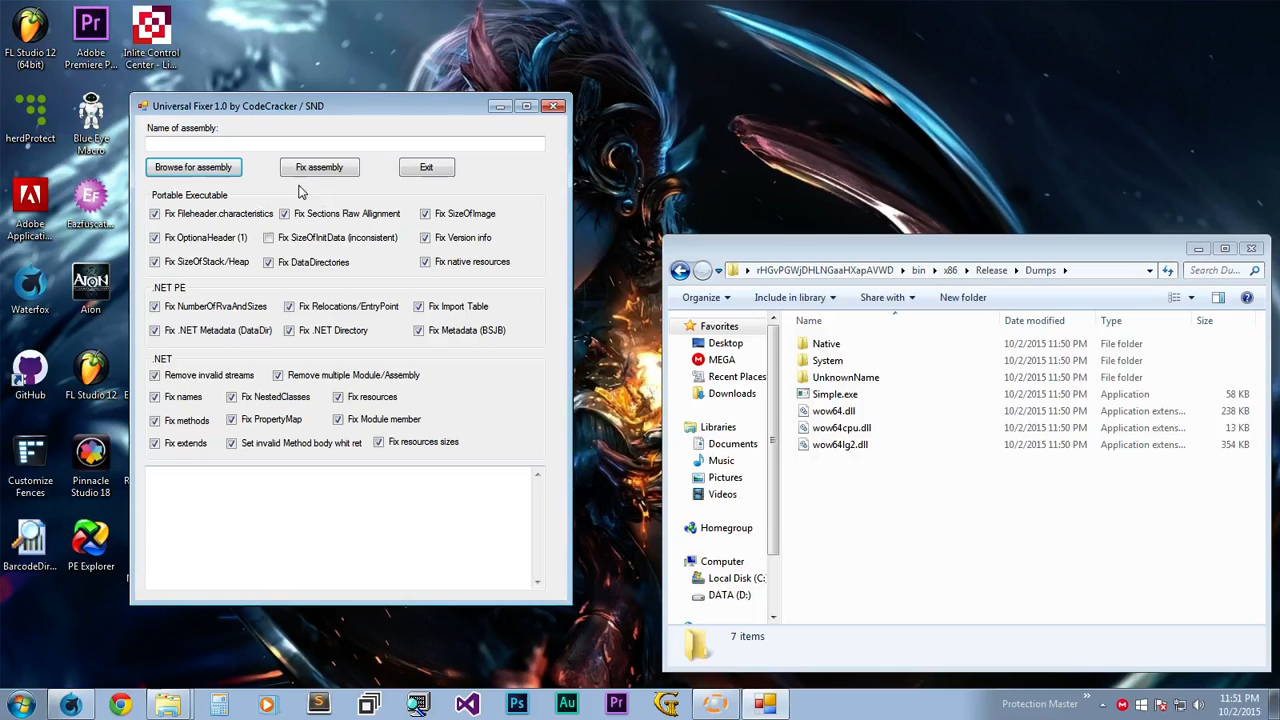 FL Studio 12
(64bit)
Adobe
Premiere P...
Inlite Control
Center - Li...
herdProtect
Blue Eye
Macro
Adobe
Applicati...
Eazfuscat...
Waterfox
Aion
GitHub
FL Studio 12
Customize
Fences
Pinnacle
Studio 18
BarcodeDir...
PE Explorer
Universal Fixer 1.0 by CodeCracker / SND
Name of assembly:
Browse for assembly
Fix assembly
Exit
Portable Executable
Fix Fileheader.characteristics
Fix Sections Raw Allignment
Fix SizeOfImage
Fix OptionaHeader (1)
Fix SizeOfInitData (inconsistent)
Fix Version info
Fix SizeOfStack/Heap
Fix DataDirectories
Fix native resources
.NET PE
Fix NumberOfRvaAndSizes
Fix Relocations/EntryPoint
Fix Import Table
Fix .NET Metadata (DataDir)
Fix .NET Directory
Fix Metadata (BSJB)
.NET
Remove invalid streams
Remove multiple Module/Assembly
Fix names
Fix NestedClasses
Fix resources
Fix methods
Fix PropertyMap
Fix Module member
Fix extends
Set invalid Method body whit ret
Fix resources sizes
rHGvPGWjDHLNGaaHXapAVWD
bin
x86
Release
Dumps
Search Du...
Organize
Include in library
Share with
New folder
Favorites
Desktop
MEGA
Recent Places
Downloads
Libraries
Documents
Music
Pictures
Videos
Homegroup
Computer
Local Disk (C:
DATA (D:)
Name Date modified Type Size
Native 10/2/2015 11:50 PM File folder
System 10/2/2015 11:50 PM File folder
UnknownName 10/2/2015 11:50 PM File folder
Simple.exe 10/2/2015 11:50 PM Application 58 KB
wow64.dll 10/2/2015 11:50 PM Application extens... 238 KB
wow64cpu.dll 10/2/2015 11:50 PM Application extens... 13 KB
wow64lg2.dll 10/2/2015 11:50 PM Application extens... 354 KB
7 items
Ps
Au
Pr
Protection Master
11:51 PM
10/2/2015